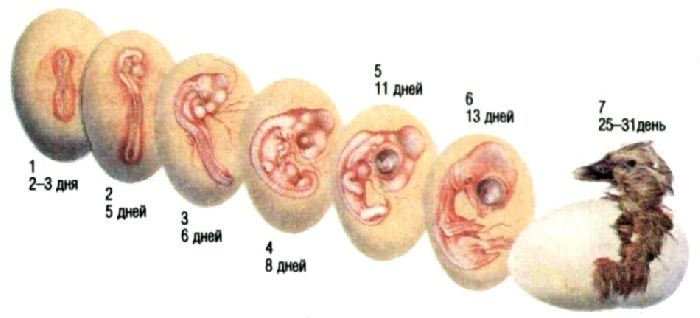 1
2–3 дня
2
5 дней
3
6 дней
4
8 дней
5
11 дней
6
13 дней
7
25–31день